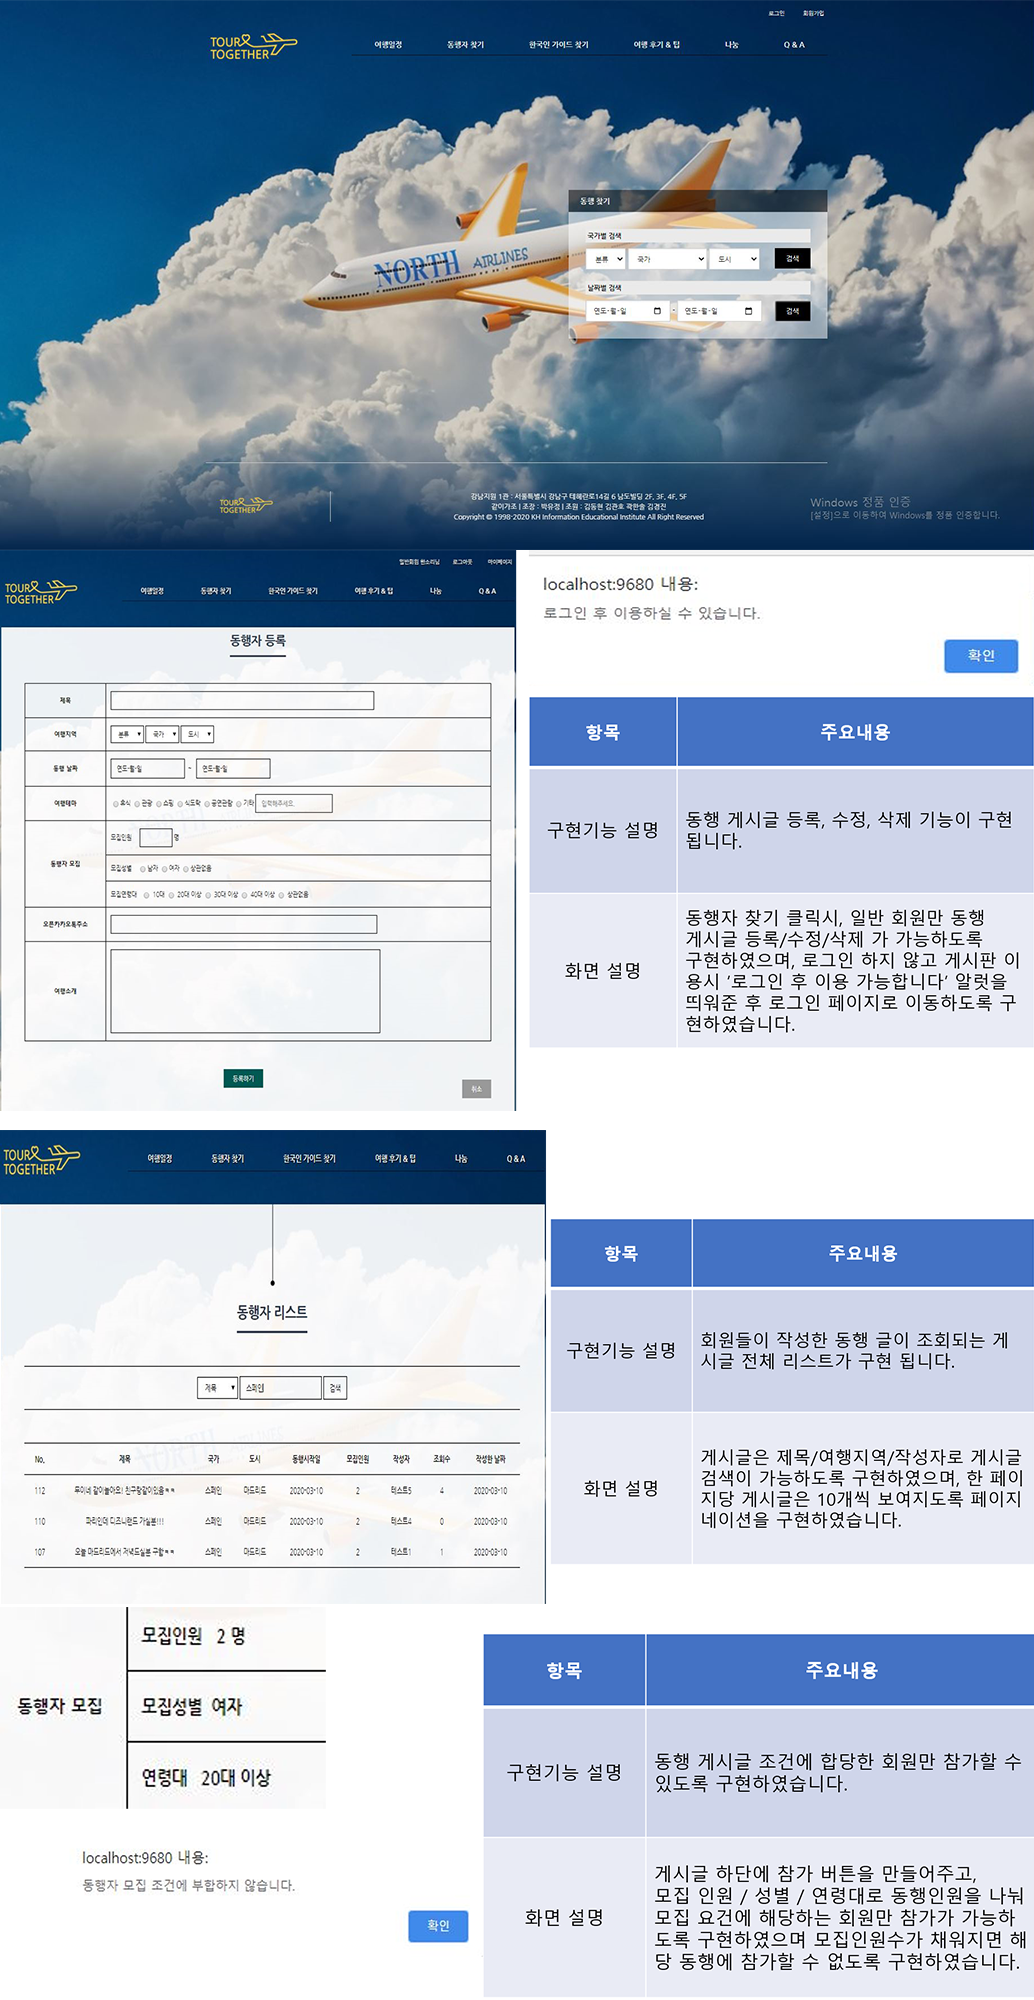 로그인 회원가입
TOUR TOGETHER
여행일정 동행자 찾기 한국인 가이드 찾기 여행 후기 & 팁 나눔 Q & A
NORTH AIRLINES
동행 찾기
국가별 검색
분류 국가 도시 검색
날짜별 검색
연도-월-일 - 연도-월-일 검색
TOUR TOGETHER
강남지원 1관 : 서울특별시 강남구 테헤란로14길 6 남도빌딩 2F, 3F, 4F, 5F
같이가조 | 조장 : 박유정 | 조원 : 김동현 김관호 곽한솔 김경진
Copyright © 1998-2020 KH Information Educational Institute All Right Reserved
Windows 정품 인증
[설정]으로 이동하여 Windows를 정품 인증합니다.
일반회원 원소리님 로그아웃 마이페이지
TOUR TOGETHER
여행일정 동행자 찾기 한국인 가이드 찾기 여행 후기 & 팁 나눔 Q & A
동행자 등록
제목
여행지역 분류 국가 도시
동행 날짜 연도-월-일 - 연도-월-일
여행테마 휴식 관광 쇼핑 식도락 공연관람 기타 입력해주세요.
동행자 모집
모집인원 명
모집성별 남자 여자 상관없음
모집연령대 10대 20대 이상 30대 이상 40대 이상 상관없음
오픈카카오톡주소
여행소개
등록하기
취소
localhost:9680 내용:
로그인 후 이용하실 수 있습니다.
확인
항목 주요내용
구현기능 설명
동행 게시글 등록, 수정, 삭제 기능이 구현
됩니다.
화면 설명
동행자 찾기 클릭시, 일반 회원만 동행
게시글 등록/수정/삭제 가 가능하도록
구현하였으며, 로그인 하지 않고 게시판 이
용시 ‘로그인 후 이용 가능합니다‘ 알럿을
띄워준 후 로그인 페이지로 이동하도록 구
현하였습니다.
TOUR TOGETHER
여행일정 동행자 찾기 한국인 가이드 찾기 여행 후기 & 팁 나눔 Q & A
동행자 리스트
제목 스페인 검색
No. 제목 국가 도시 동행시작일 모집인원 작성자 조회수 작성한 날짜
112 투어네 같이놀아요! 친구랑같이있음ㅋㅋ 스페인 마드리드 2020-03-10 2 테스트5 4 2020-03-10
110 파리인데 디즈니랜드 가실분!!! 스페인 마드리드 2020-03-10 2 테스트4 0 2020-03-10
107 오늘 마드리드에서 저녁드실분 구함ㅋㅋ 스페인 마드리드 2020-03-10 2 테스트1 1 2020-03-10
항목 주요내용
구현기능 설명
회원들이 작성한 동행 글이 조회되는 게
시글 전체 리스트가 구현 됩니다.
화면 설명
게시글은 제목/여행지역/작성자로 게시글
검색이 가능하도록 구현하였으며, 한 페이
지당 게시글은 10개씩 보여지도록 페이지
네이션을 구현하였습니다.
동행자 모집
모집인원 2 명
모집성별 여자
연령대 20대 이상
localhost:9680 내용:
동행자 모집 조건에 부합하지 않습니다.
확인
항목 주요내용
구현기능 설명
동행 게시글 조건에 합당한 회원만 참가할 수
있도록 구현하였습니다.
화면 설명
게시글 하단에 참가 버튼을 만들어주고,
모집 인원 / 성별 / 연령대로 동행인원을 나눠
모집 요건에 해당하는 회원만 참가가 가능하
도록 구현하였으며 모집인원수가 채워지면 해
당 동행에 참가할 수 없도록 구현하였습니다.